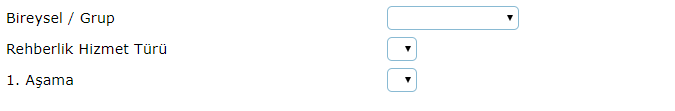 Bireysel / Grup
Rehberlik Hizmet Türü
1. Aşama